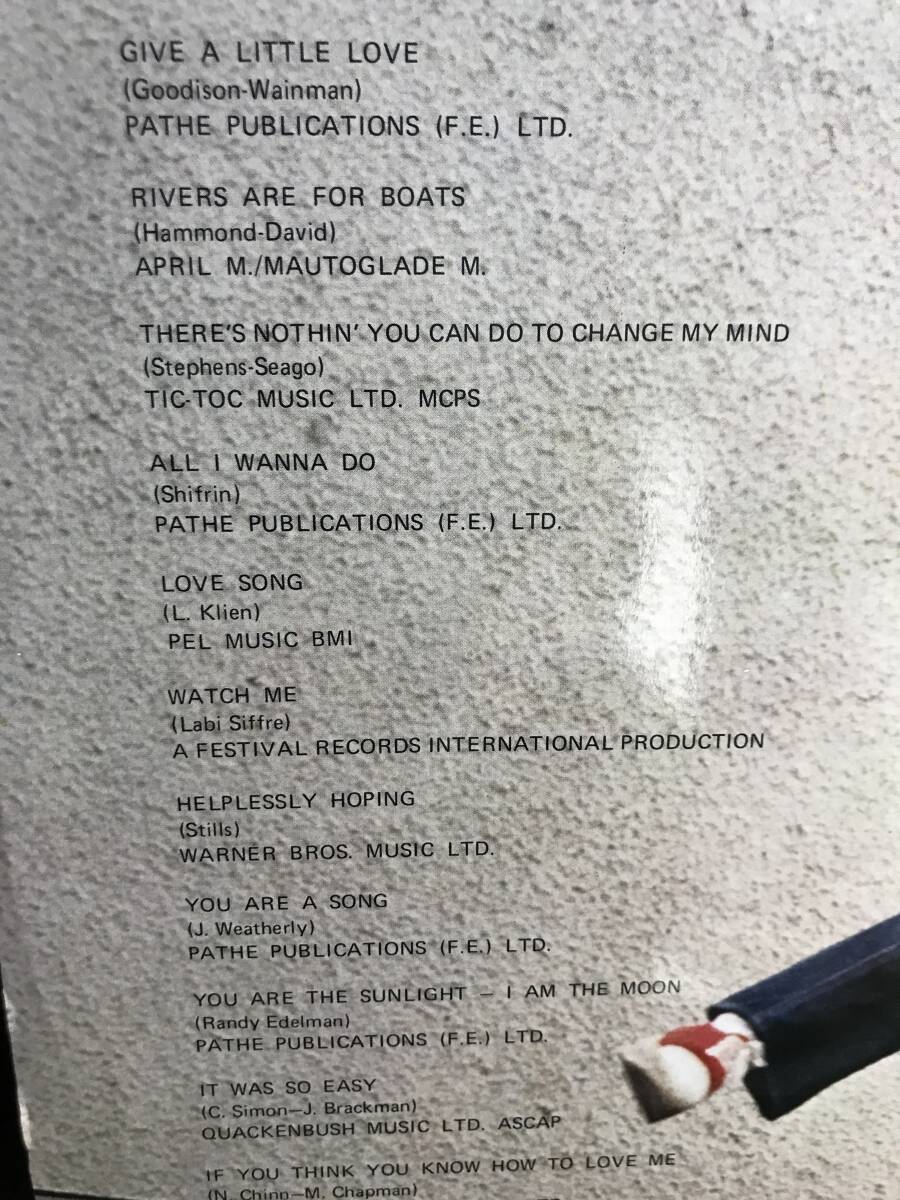 GIVE A LITTLE LOVE
(Goodison-Wainman)
PATHE PUBLICATIONS (F.E.) LTD.
RIVERS ARE FOR BOATS
(Hammond-David)
APRIL M./MAUTOGLADE M.
THERE'S NOTHIN' YOU CAN DO TO CHANGE MY MIND
(Stephens-Seago)
TIC-TOC MUSIC LTD. MCPS
ALL I WANNA DO
(Shifrin)
PATHE PUBLICATIONS (F.E.) LTD.
LOVE SONG
(L. Klien)
PEL MUSIC BMI
WATCH ME
(Labi Siffre)
A FESTIVAL RECORDS INTERNATIONAL PRODUCTION
HELPLESSLY HOPING
(Stills)
WARNER BROS. MUSIC LTD.
YOU ARE A SONG
(J. Weatherly)
PATHE PUBLICATIONS (F.E.) LTD.
YOU ARE THE SUNLIGHT – I AM THE MOON
(Randy Edelman)
PATHE PUBLICATIONS (F.E.) LTD.
IT WAS SO EASY
(C. Simon—J. Brackman)
QUACKENBUSH MUSIC LTD. ASCAP
IF YOU THINK YOU KNOW HOW TO LOVE ME
(N. Chinn—M. Chapman)